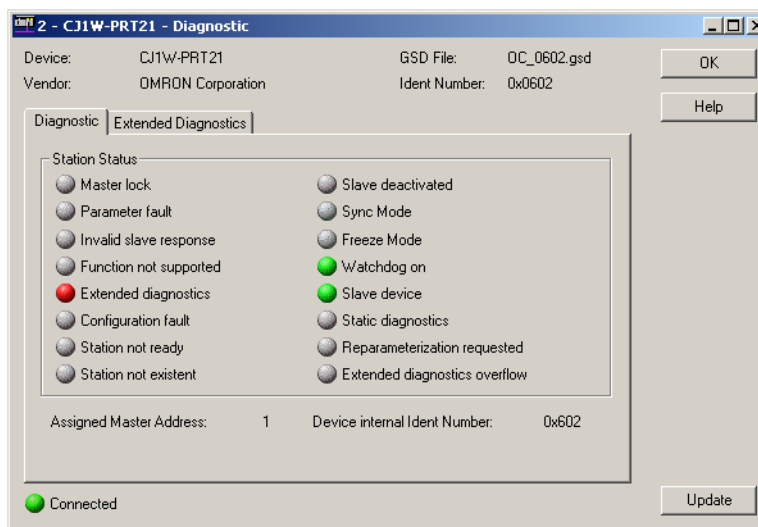 2 - CJ1W-PRT21 - Diagnostic
Device: CJ1W-PRT21 GSD File: OC_0602.gsd
OK
Vendor: OMRON Corporation Ident Number: 0x0602
Help
Diagnostic Extended Diagnostics
Station Status
Master lock Slave deactivated
Parameter fault Sync Mode
Invalid slave response Freeze Mode
Function not supported Watchdog on
Extended diagnostics Slave device
Configuration fault Static diagnostics
Station not ready Reparameterization requested
Station not existent Extended diagnostics overflow
Assigned Master Address: 1 Device internal Ident Number: 0x602
Connected
Update